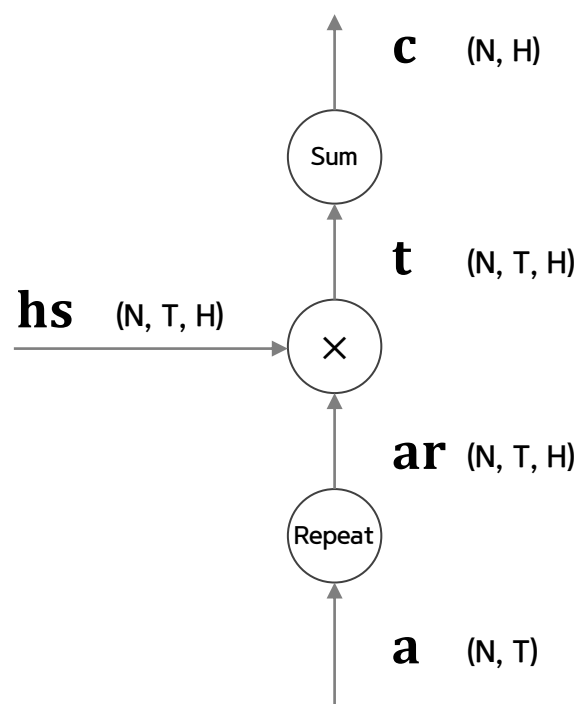 c (N, H)
Sum
t (N, T, H)
hs (N, T, H)
×
ar (N, T, H)
Repeat
a (N, T)